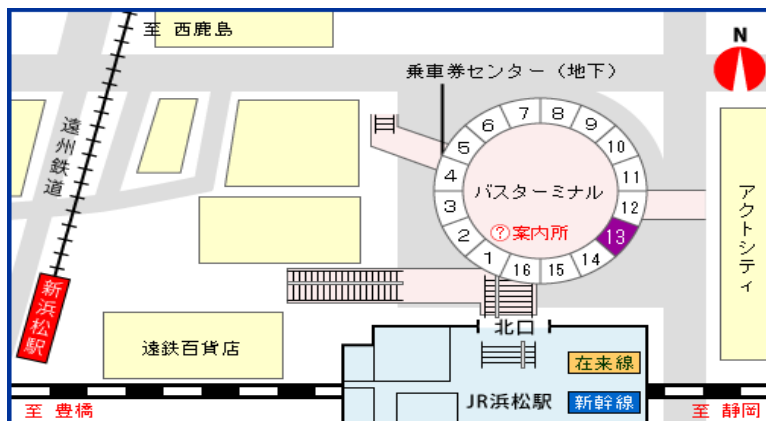 至 西鹿島
N
乗車券センター（地下）
遠州鉄道
7
8
6
9
5
10
4
11
3
バスターミナル
12
2
?案内所
13
1
16
15
14
アクトシティ
新浜松駅
北口
遠鉄百貨店
在来線
JR浜松駅
新幹線
至 豊橋
至 静岡